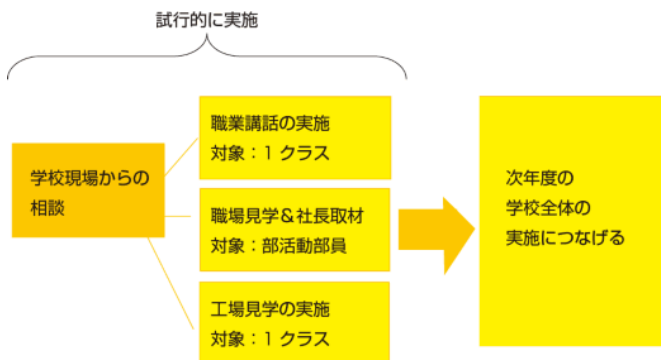 試行的に実施
学校現場からの
相談
職業講話の実施
対象：１クラス
職場見学＆社長取材
対象：部活動部員
工場見学の実施
対象：１クラス
次年度の
学校全体の
実施につなげる